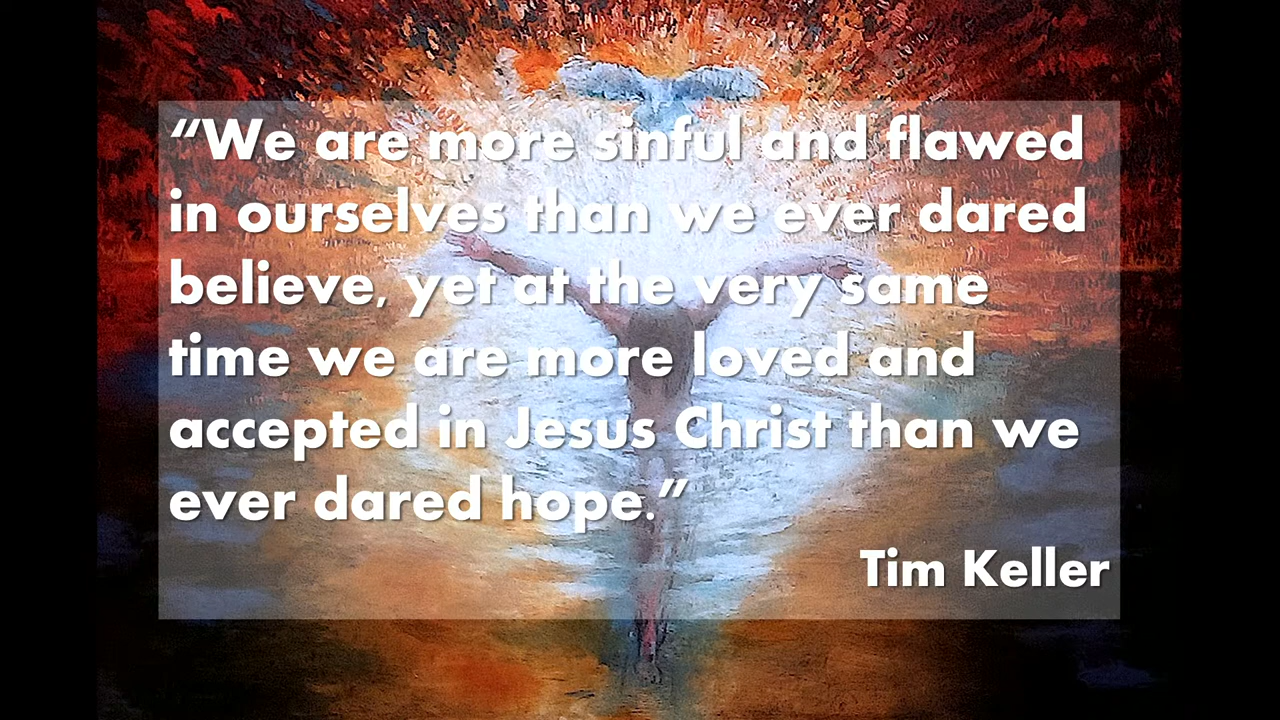 “We are more sinful and flawed
in ourselves than we ever dared
believe, yet at the very same
time we are more loved and
accepted in Jesus Christ than we
ever dared hope.”
Tim Keller